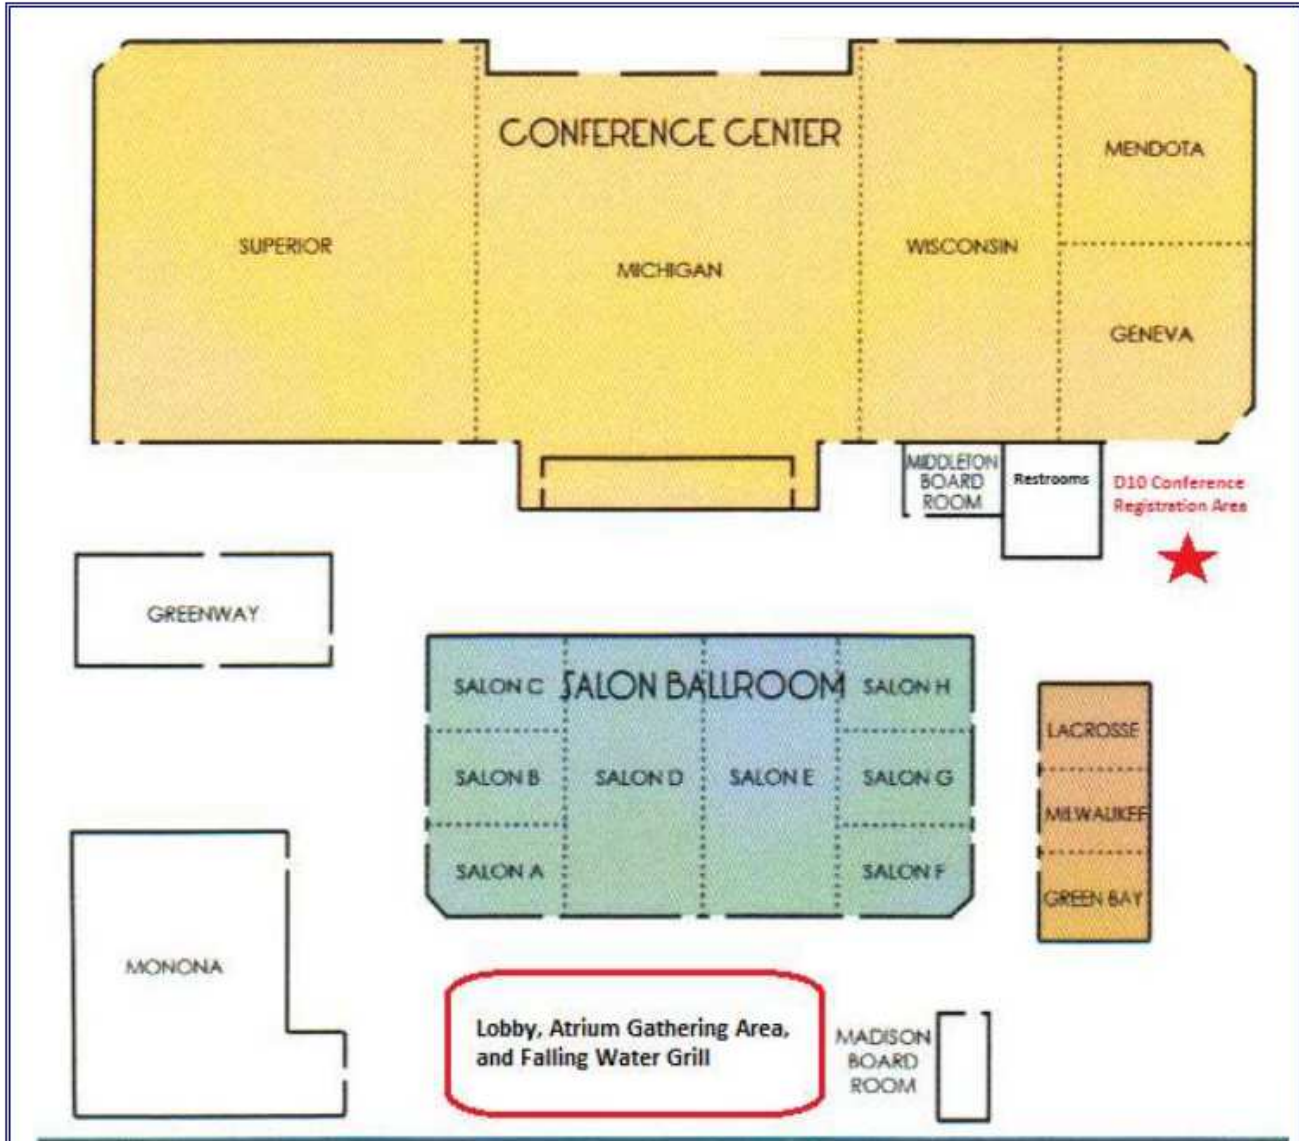 CONFERENCE CENTER
MENDOTA
SUPERIOR
MICHIGAN
WISCONSIN
GENEVA
MIDDLETON
BOARD
ROOM
Restrooms
D10 Conference
Registration Area
GREENWAY
SALON BALLROOM
SALON C
SALON H
LACROSSE
SALON B
SALON D
SALON E
SALON G
MILWAUKEE
SALON A
SALON F
GREEN BAY
MONONA
Lobby, Atrium Gathering Area,
and Falling Water Grill
MADISON
BOARD
ROOM